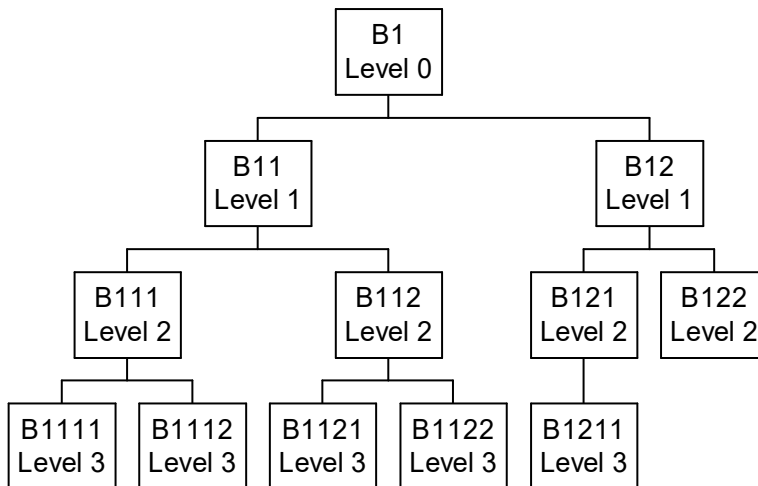 B1
Level 0
B11
Level 1
B12
Level 1
B111
Level 2
B112
Level 2
B121
Level 2
B122
Level 2
B1111
Level 3
B1112
Level 3
B1121
Level 3
B1122
Level 3
B1211
Level 3